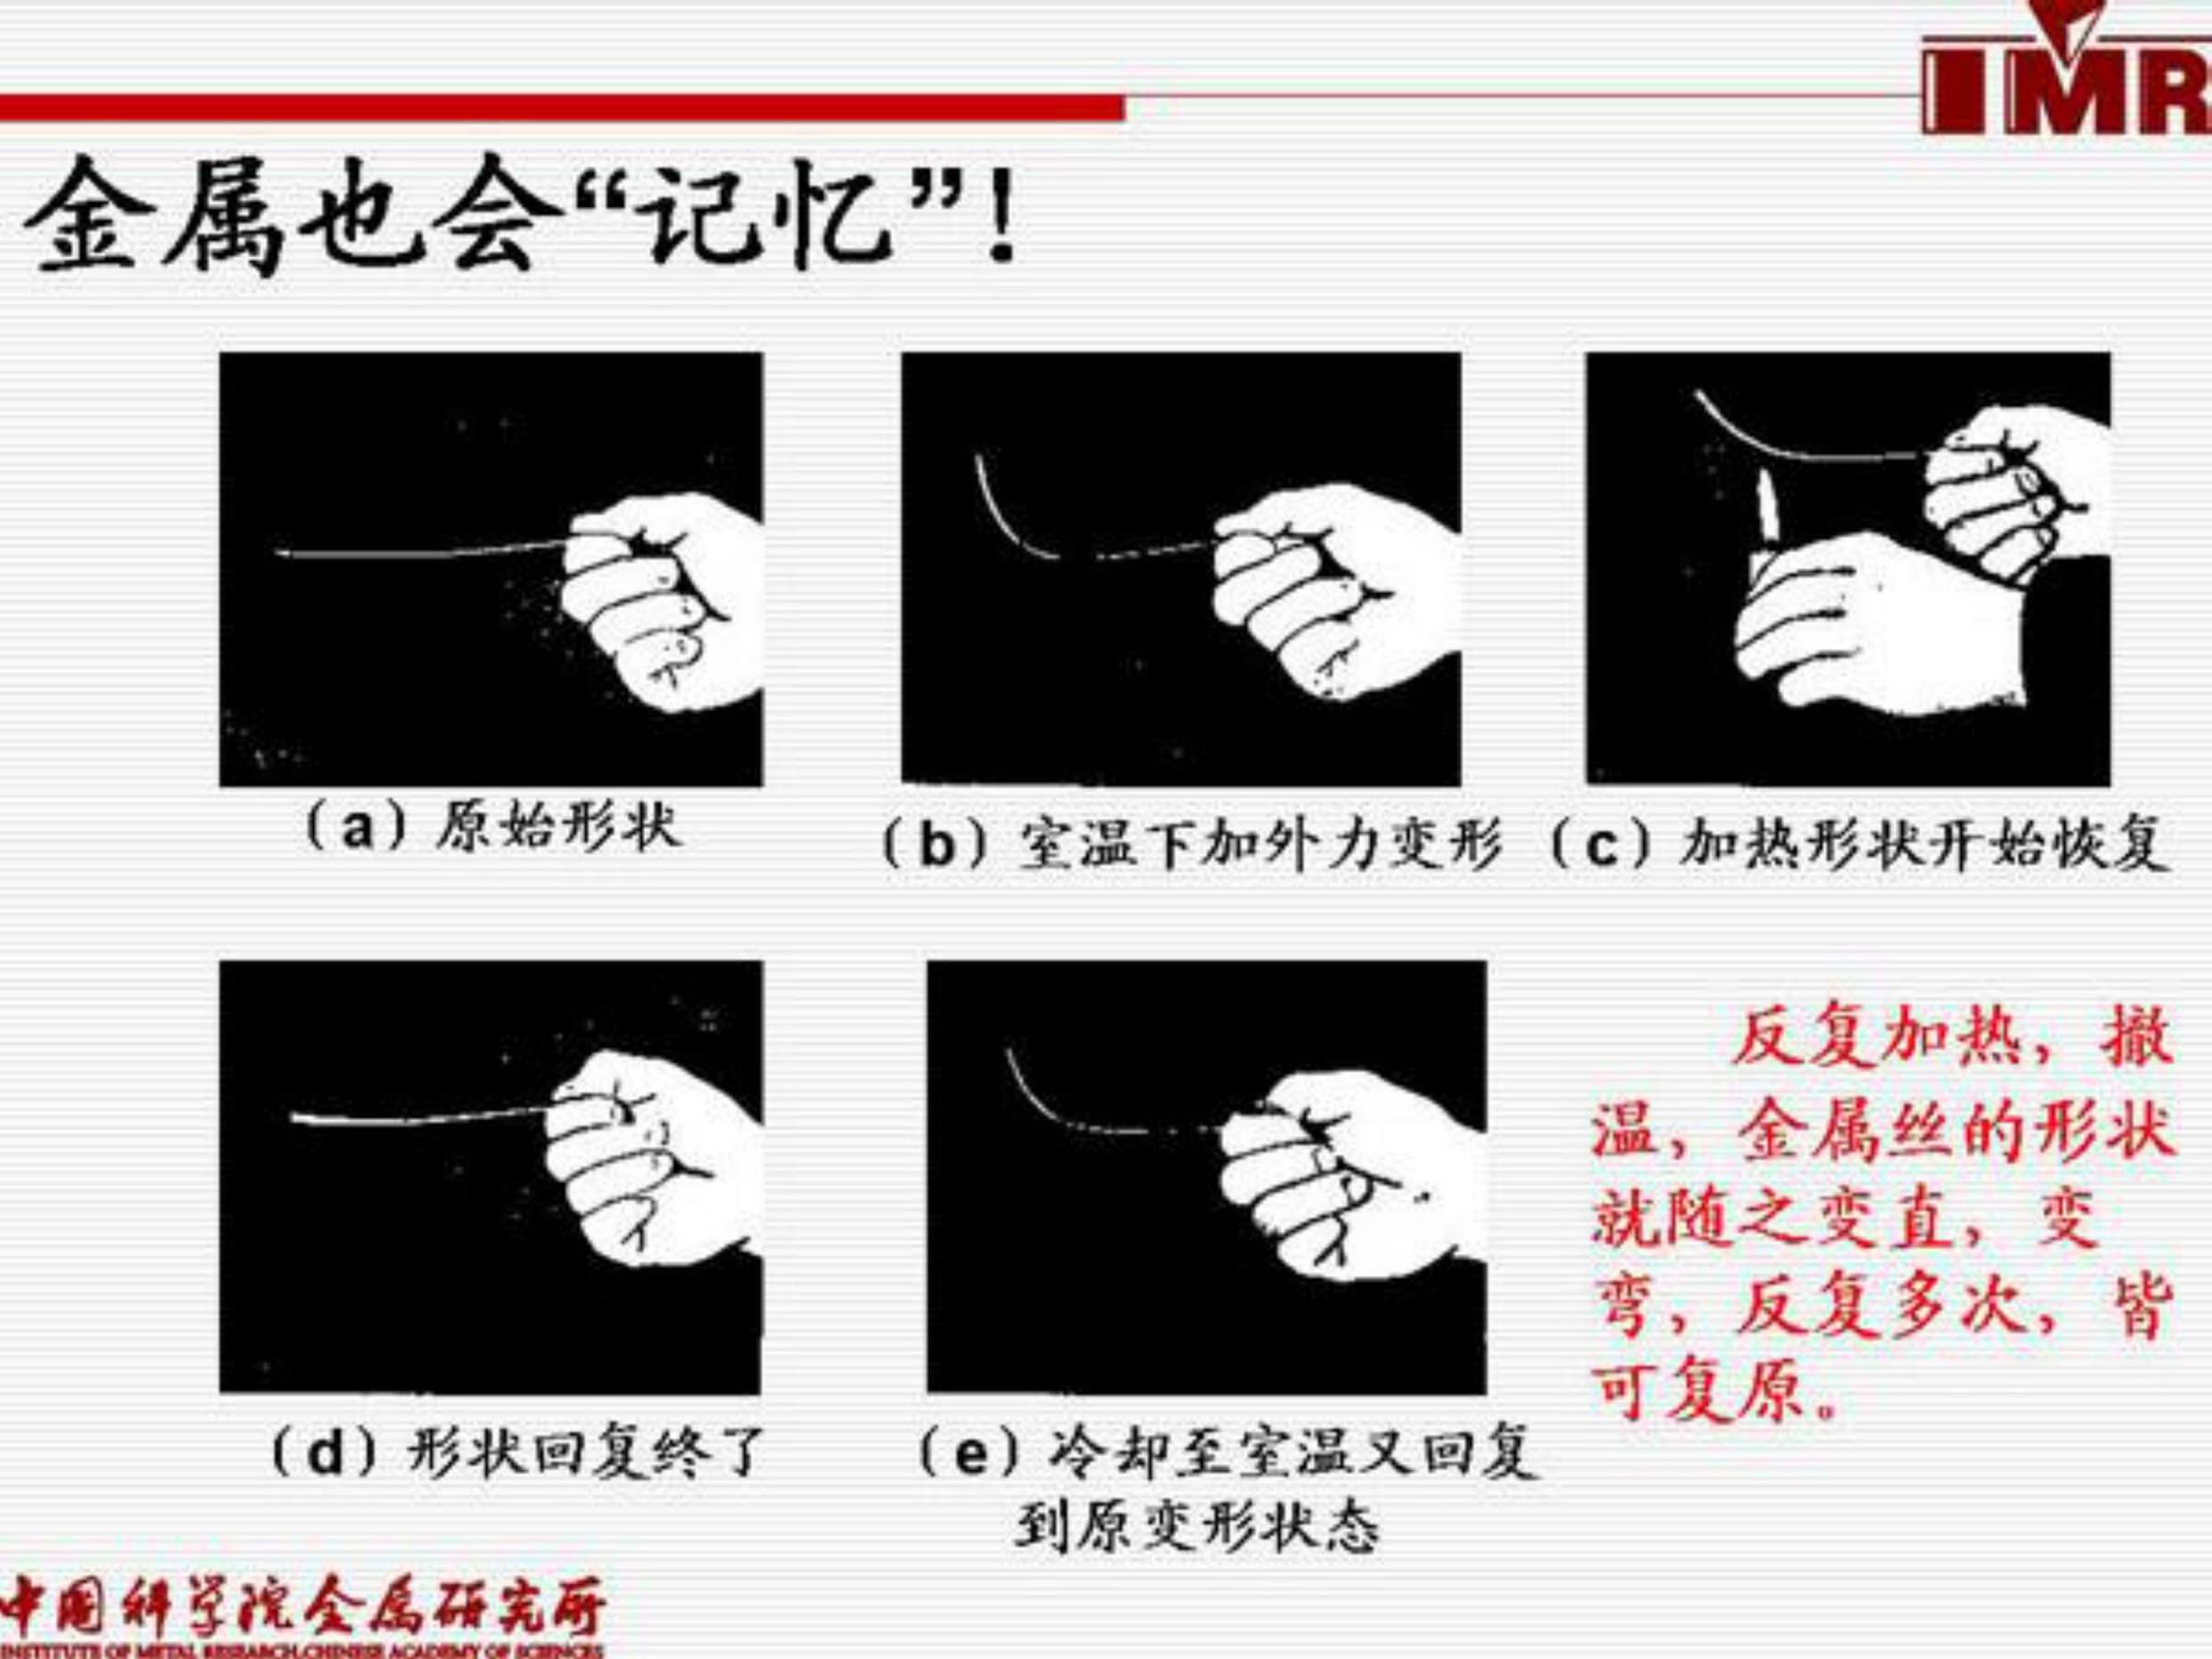 IMR
金属也会“记忆”！
（a）原始形状
（b）室温下加外力变形
（c）加热形状开始恢复
（d）形状回复终了
（e）冷却至室温又回复
到原变形状态
反复加热，撤
温，金属丝的形状
就随之变直，变
弯，反复多次，皆
可复原。
中国科学院金属研究所
INSTITUTE OF METAL RESEARCH,CHINESE ACADEMY OF SCIENCES